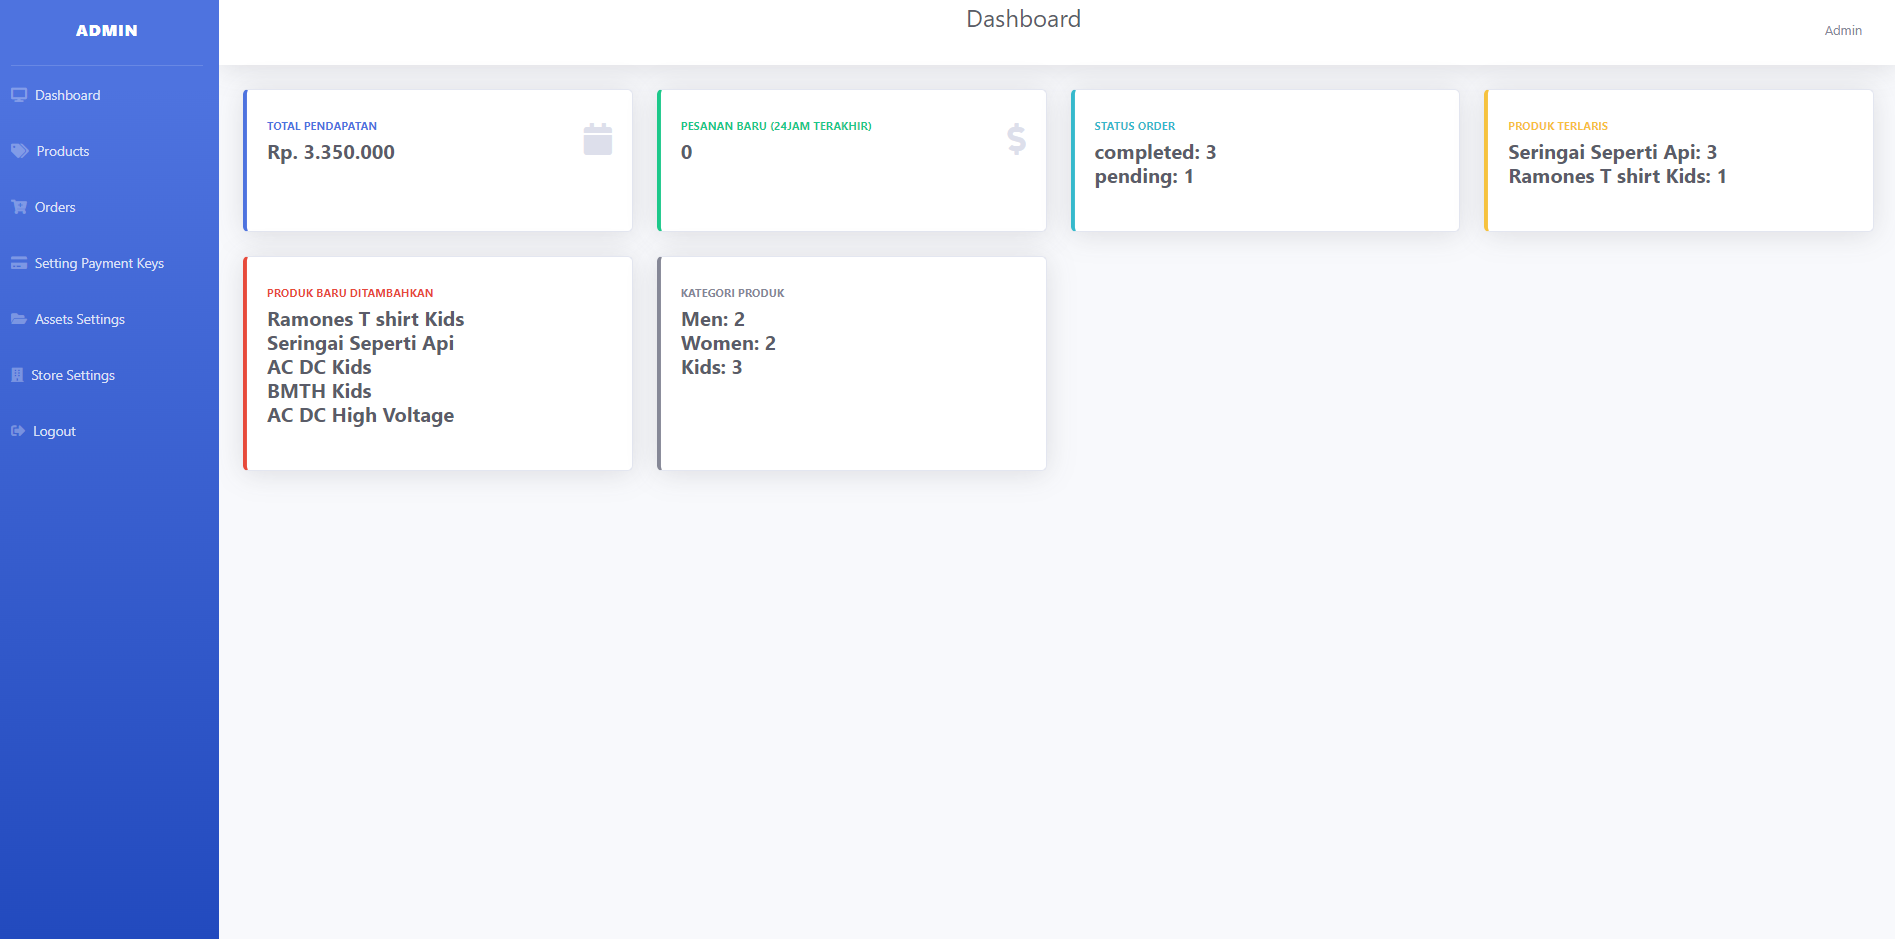 ADMIN
Dashboard
Products
Orders
Setting Payment Keys
Assets Settings
Store Settings
Logout
Dashboard
Admin
TOTAL PENDAPATAN
Rp. 3.350.000
PESANAN BARU (24JAM TERAKHIR)
0
STATUS ORDER
completed: 3
pending: 1
PRODUK TERLARIS
Seringai Seperti Api: 3
Ramones T shirt Kids: 1
PRODUK BARU DITAMBAHKAN
Ramones T shirt Kids
Seringai Seperti Api
AC DC Kids
BMTH Kids
AC DC High Voltage
KATEGORI PRODUK
Men: 2
Women: 2
Kids: 3